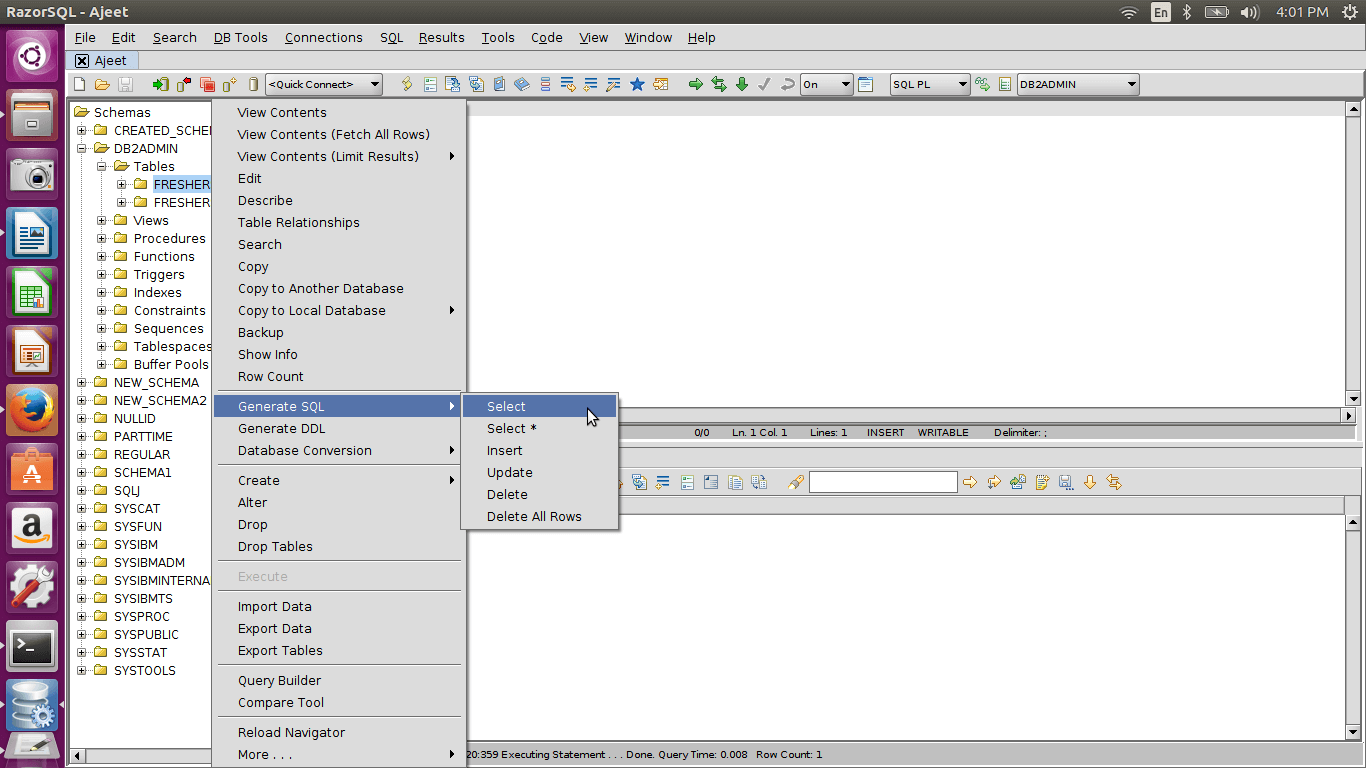 RazorSQL - Ajeet
En
4:01 PM
File Edit Search DB Tools Connections SQL Results Tools Code View Window Help
Ajeet
<Quick Connect>
On
SQL PL
DB2ADMIN
Schemas
CREATED_SCHE
DB2ADMIN
Tables
FRESHER
FRESHER
Views
Procedures
Functions
Triggers
Indexes
Constraints
Sequences
Tablespaces
Buffer Pools
NEW_SCHEMA
NEW_SCHEMA2
NULLID
PARTTIME
REGULAR
SCHEMA1
SQLJ
SYSCAT
SYSFUN
SYSIBM
SYSIBMADM
SYSIBMINTERNA
SYSIBMTS
SYSPROC
SYSPUBLIC
SYSSTAT
SYSTOOLS
View Contents
View Contents (Fetch All Rows)
View Contents (Limit Results)
Edit
Describe
Table Relationships
Search
Copy
Copy to Another Database
Copy to Local Database
Backup
Show Info
Row Count
Generate SQL
Generate DDL
Database Conversion
Create
Alter
Drop
Drop Tables
Execute
Import Data
Export Data
Export Tables
Query Builder
Compare Tool
Reload Navigator
More . . .
Select
Select *
Insert
Update
Delete
Delete All Rows
0/0 Ln. 1 Col. 1 Lines: 1 INSERT WRITABLE Delimiter: ;
20:359 Executing Statement . . . Done. Query Time: 0.008 Row Count: 1